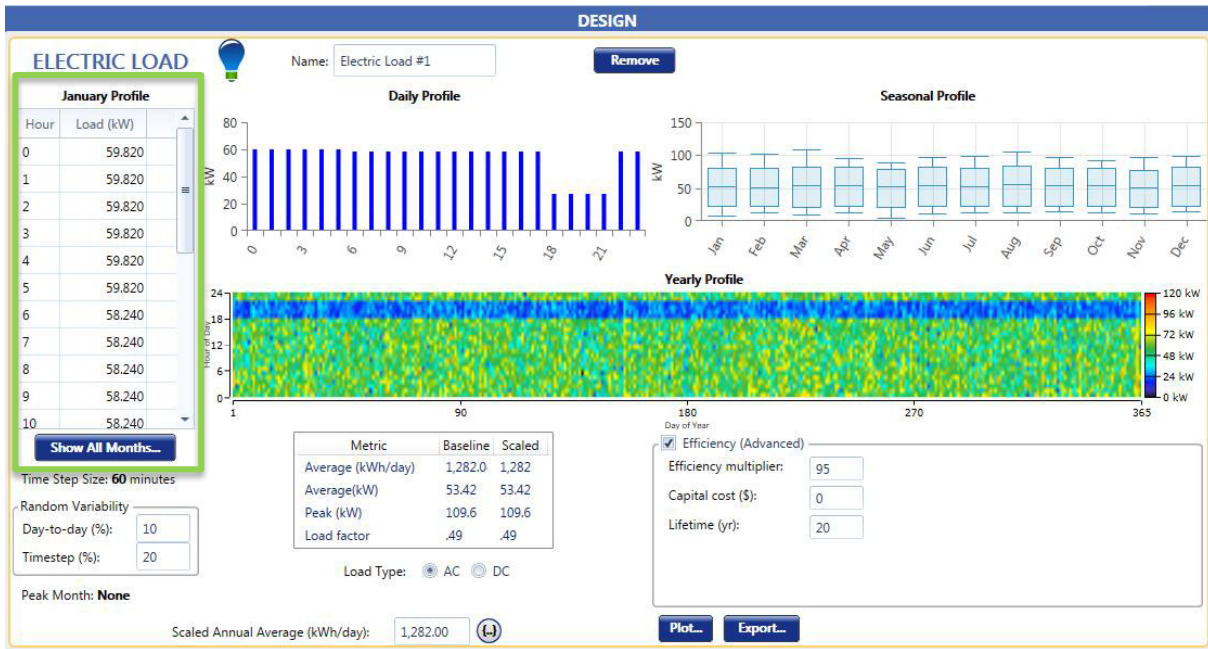 DESIGN
ELECTRIC LOAD
Name: Electric Load #1
Remove
January Profile
Hour Load (kW)
0 59.820
1 59.820
2 59.820
3 59.820
4 59.820
5 59.820
6 58.240
7 58.240
8 58.240
9 58.240
10 58.240
Show All Months...
Daily Profile
kW
80
60
40
20
0
0 3 6 9 12 15 18 21
Seasonal Profile
kW
150
100
50
0
Jan Feb Mar Apr May Jun Jul Aug Sep Oct Nov Dec
Yearly Profile
Hour of Day
24
18
12
6
0
1 90 180 270 365
Day of Year
120 kW
96 kW
72 kW
48 kW
24 kW
0 kW
Time Step Size: 60 minutes
Random Variability
Day-to-day (%): 10
Timestep (%): 20
Peak Month: None
Metric Baseline Scaled
Average (kWh/day) 1,282.0 1,282
Average(kW) 53.42 53.42
Peak (kW) 109.6 109.6
Load factor .49 .49
Load Type: AC DC
Scaled Annual Average (kWh/day): 1,282.00 {..}
Efficiency (Advanced)
Efficiency multiplier: 95
Capital cost ($): 0
Lifetime (yr): 20
Plot... Export...